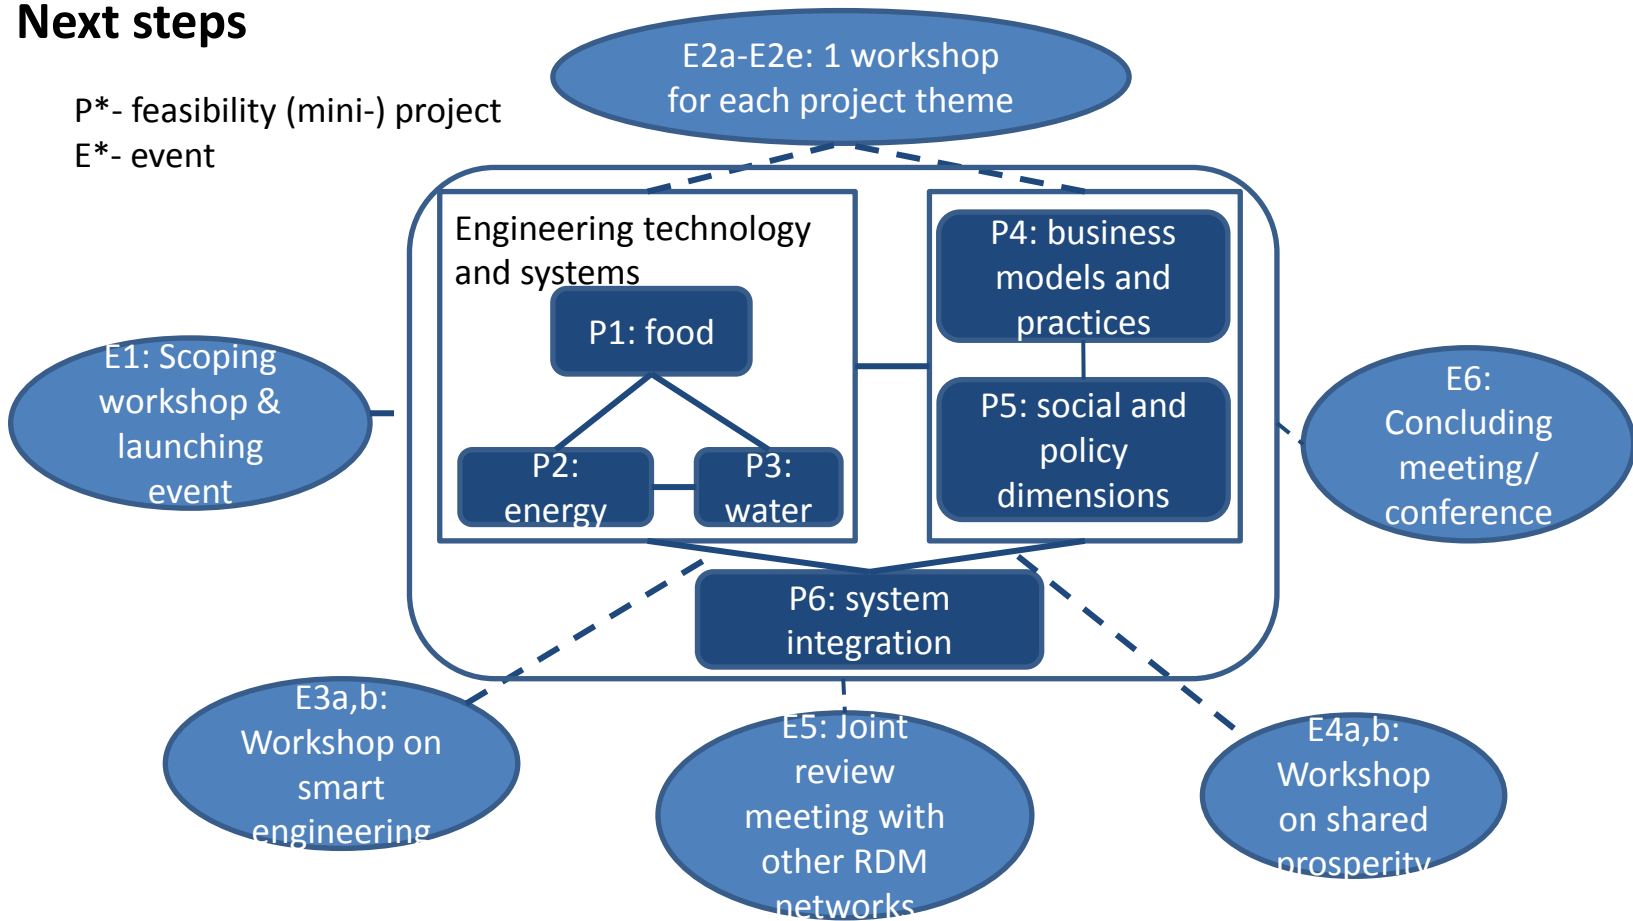 Next steps
P*- feasibility (mini-) project
E*- event
E2a-E2e: 1 workshop
for each project theme
Engineering technology
and systems
P1: food
P2:
energy
P3:
water
P4: business
models and
practices
P5: social and
policy
dimensions
P6: system
integration
E1: Scoping
workshop &
launching
event
E6:
Concluding
meeting/
conference
E3a,b:
Workshop on
smart
engineering
E5: Joint
review
meeting with
other RDM
networks
E4a,b:
Workshop
on shared
prosperity